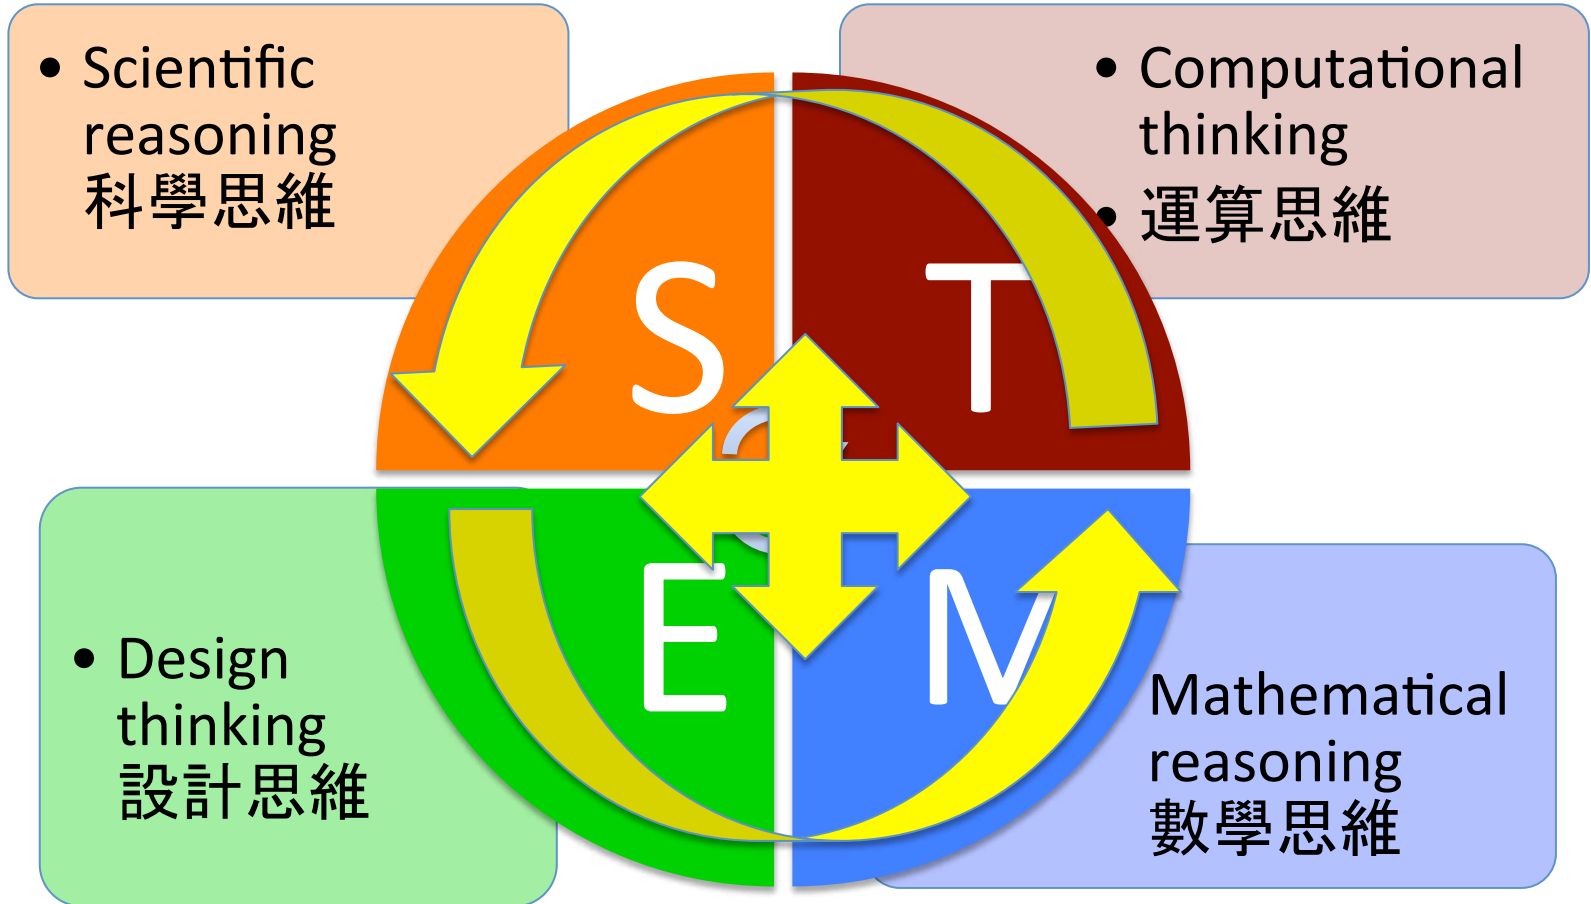 • Scientific
reasoning
科學思維
• Computational
thinking
• 運算思維
S
T
E
M
• Design
thinking
設計思維
Mathematical
reasoning
數學思維